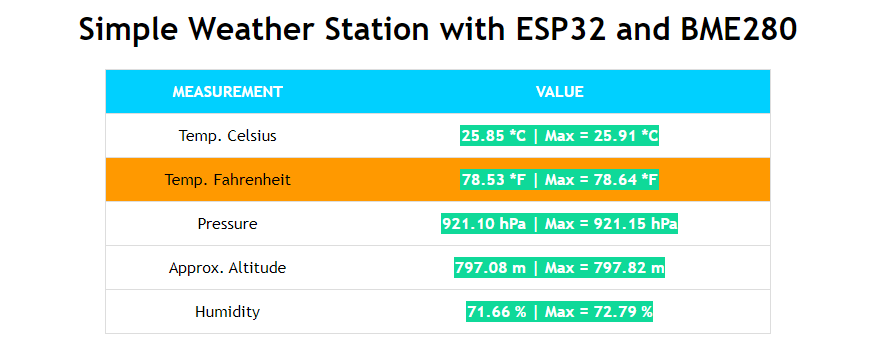 Simple Weather Station with ESP32 and BME280
MEASUREMENT VALUE
Temp. Celsius 25.85 *C | Max = 25.91 *C
Temp. Fahrenheit 78.53 *F | Max = 78.64 *F
Pressure 921.10 hPa | Max = 921.15 hPa
Approx. Altitude 797.08 m | Max = 797.82 m
Humidity 71.66 % | Max = 72.79 %